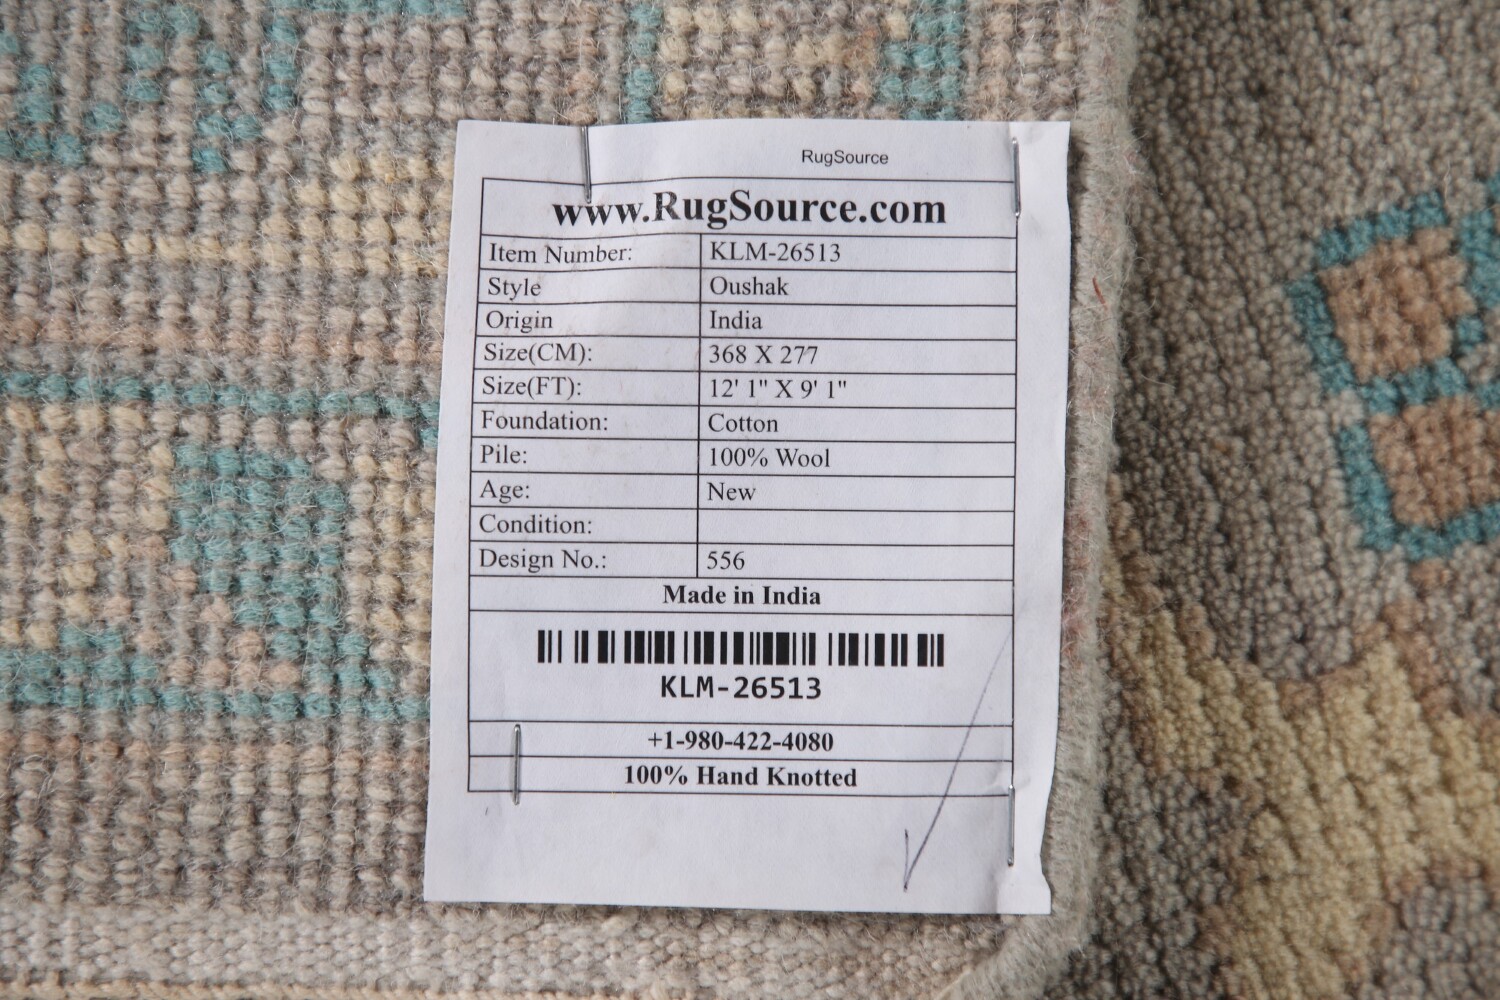 RugSource
www.RugSource.com
Item Number: KLM-26513
Style Oushak
Origin India
Size(CM): 368 X 277
Size(FT): 12' 1" X 9' 1"
Foundation: Cotton
Pile: 100% Wool
Age: New
Condition:
Design No.: 556
Made in India
KLM-26513
+1-980-422-4080
100% Hand Knotted